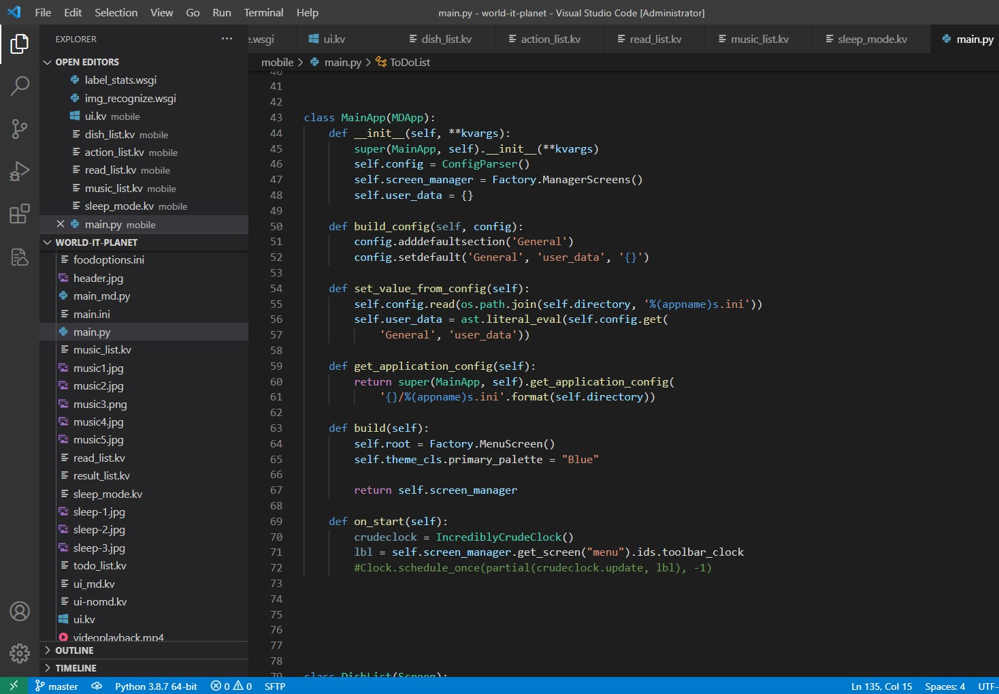 File Edit Selection View Go Run Terminal Help
main.py - world-it-planet - Visual Studio Code [Administrator]
EXPLORER ···
e.wsgi ui.kv dish_list.kv action_list.kv read_list.kv music_list.kv sleep_mode.kv main.py
mobile > main.py > ToDoList
OPEN EDITORS
label_stats.wsgi
img_recognize.wsgi
ui.kv mobile
dish_list.kv mobile
action_list.kv mobile
read_list.kv mobile
music_list.kv mobile
sleep_mode.kv mobile
main.py mobile
WORLD-IT-PLANET
foodoptions.ini
header.jpg
main_md.py
main.ini
main.py
music_list.kv
music1.jpg
music2.jpg
music3.png
music4.jpg
music5.jpg
read_list.kv
result_list.kv
sleep_mode.kv
sleep-1.jpg
sleep-2.jpg
sleep-3.jpg
todo_list.kv
ui_md.kv
ui-nomd.kv
ui.kv
videoplayback.mp4
OUTLINE
TIMELINE
40
41
42
43 class MainApp(MDApp):
44 def __init__(self, **kvargs):
45 super(MainApp, self).__init__(**kvargs)
46 self.config = ConfigParser()
47 self.screen_manager = Factory.ManagerScreens()
48 self.user_data = {}
49
50 def build_config(self, config):
51 config.adddefaultsection('General')
52 config.setdefault('General', 'user_data', '{}')
53
54 def set_value_from_config(self):
55 self.config.read(os.path.join(self.directory, '%(appname)s.ini'))
56 self.user_data = ast.literal_eval(self.config.get(
57 'General', 'user_data'))
58
59 def get_application_config(self):
60 return super(MainApp, self).get_application_config(
61 '{}/%(appname)s.ini'.format(self.directory))
62
63 def build(self):
64 self.root = Factory.MenuScreen()
65 self.theme_cls.primary_palette = "Blue"
66
67 return self.screen_manager
68
69 def on_start(self):
70 crudeclock = IncrediblyCrudeClock()
71 lbl = self.screen_manager.get_screen("menu").ids.toolbar_clock
72 #Clock.schedule_once(partial(crudeclock.update, lbl), -1)
73
74
75
76
77
78
79 class DishList(Screen):
master Python 3.8.7 64-bit 0 0 SFTP Ln 135, Col 15 Spaces: 4 UTF-